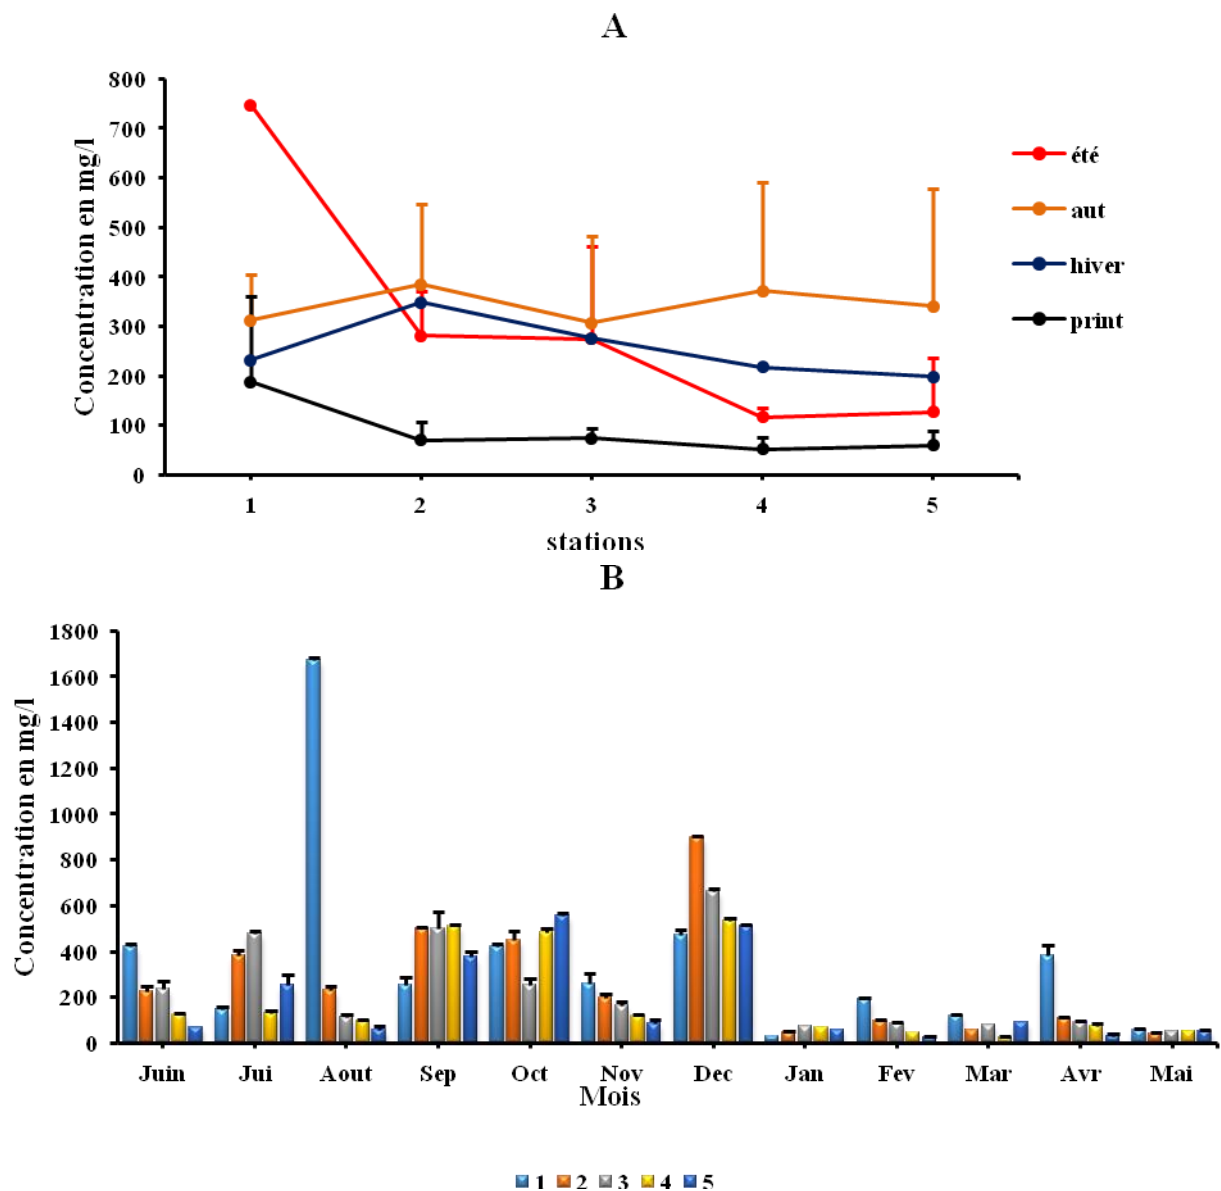 A
800
700
600
500
400
300
200
100
0
Concentration en mg/l
1 2 3 4 5
stations
été
aut
hiver
print
B
1800
1600
1400
1200
1000
800
600
400
200
0
Concentration en mg/l
Juin Jui Aout Sep Oct Nov Dec Jan Fev Mar Avr Mai
Mois
1 2 3 4 5